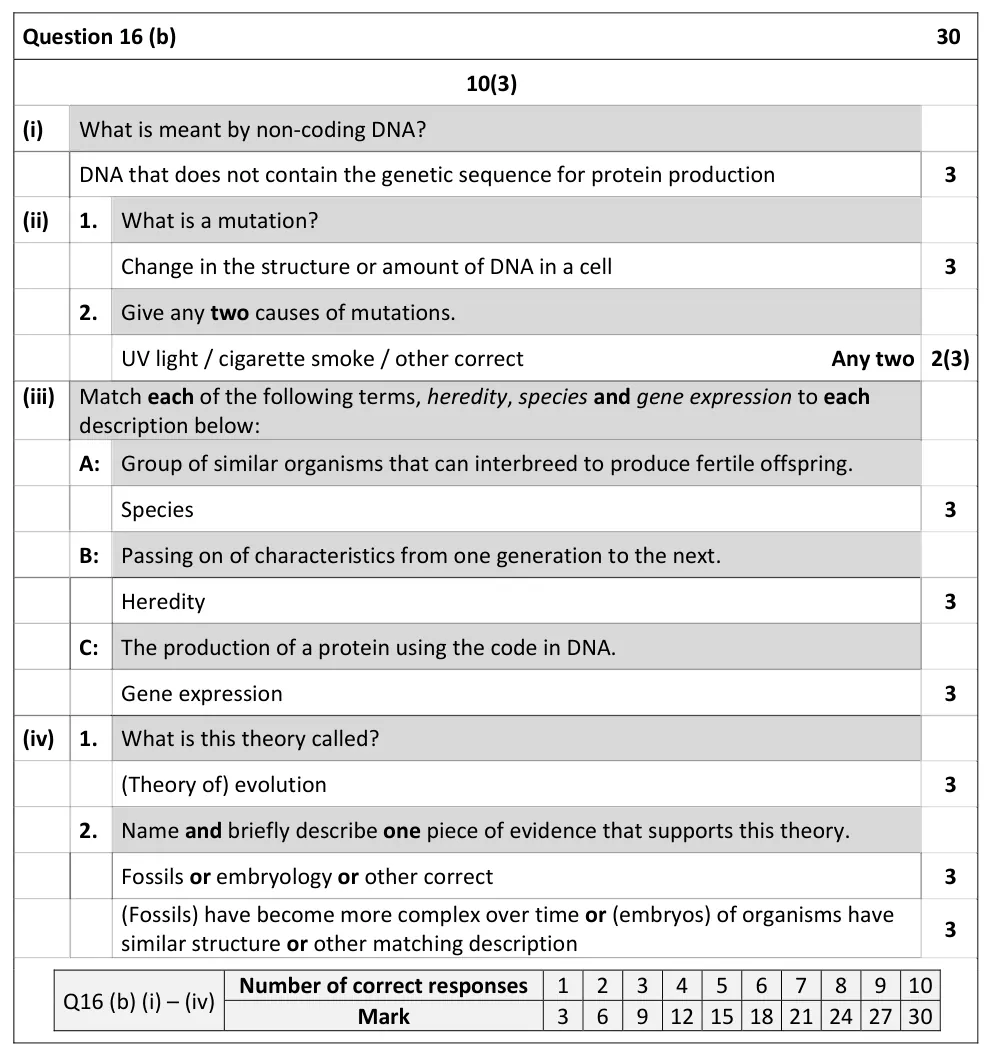 Question 16 (b) 30
10(3)
(i) What is meant by non-coding DNA?
DNA that does not contain the genetic sequence for protein production 3
(ii) 1. What is a mutation?
Change in the structure or amount of DNA in a cell 3
2. Give any two causes of mutations.
UV light / cigarette smoke / other correct Any two 2(3)
(iii) Match each of the following terms, heredity, species and gene expression to each
description below:
A: Group of similar organisms that can interbreed to produce fertile offspring.
Species 3
B: Passing on of characteristics from one generation to the next.
Heredity 3
C: The production of a protein using the code in DNA.
Gene expression 3
(iv) 1. What is this theory called?
(Theory of) evolution 3
2. Name and briefly describe one piece of evidence that supports this theory.
Fossils or embryology or other correct 3
(Fossils) have become more complex over time or (embryos) of organisms have
similar structure or other matching description 3
Q16 (b) (i) – (iv) Number of correct responses 1 2 3 4 5 6 7 8 9 10
Mark 3 6 9 12 15 18 21 24 27 30